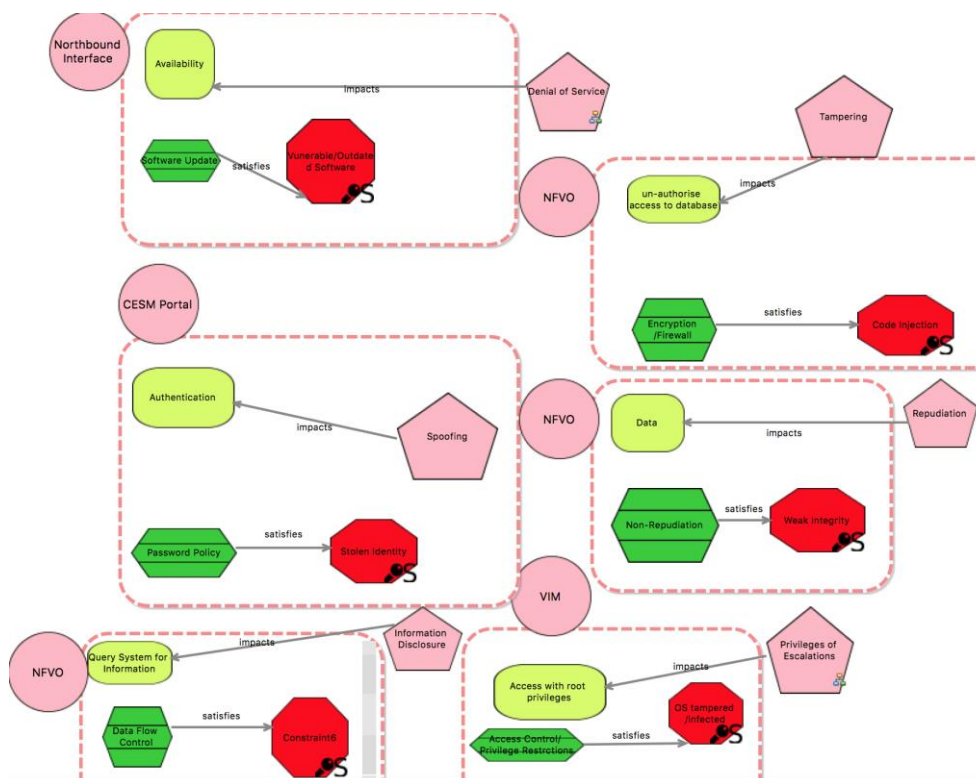 Northbound
Interface
Availability
impacts
Denial of Service
Software Update
satisfies
Vunerable/Outdate
d Software
S
Tampering
NFVO
impacts
un-authorise
access to database
Encryption
/Firewall
satisfies
Code Injection
S
CESM Portal
Authentication
impacts
Spoofing
Password Policy
satisfies
Stolen Identity
S
NFVO
Data
impacts
Repudiation
Non-Repudiation
satisfies
Weak integrity
S
NFVO
Query System for
Information
impacts
Information
Disclosure
Data Flow
Control
satisfies
Constraint6
S
VIM
Access with root
privileges
impacts
Privileges of
Escalations
Access Control/
Privilege Restrctions
satisfies
OS tampered
/infected
S